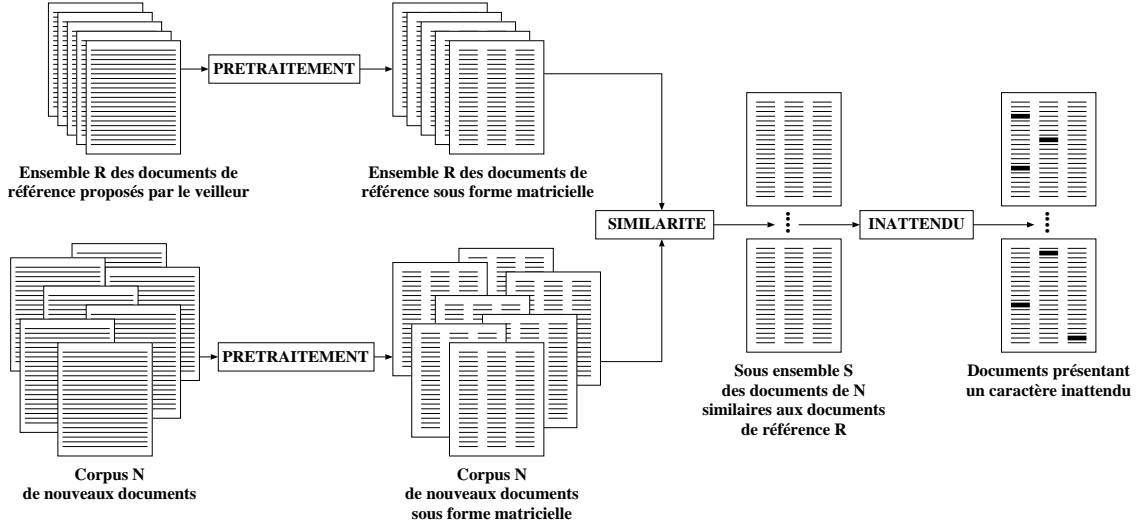 PRETRAITEMENT
Ensemble R des documents de
référence proposés par le veilleur
Ensemble R des documents de
référence sous forme matricielle
SIMILARITE
INATTENDU
PRETRAITEMENT
Corpus N
de nouveaux documents
Corpus N
de nouveaux documents
sous forme matricielle
Sous ensemble S
des documents de N
similaires aux documents
de référence R
Documents présentant
un caractère inattendu